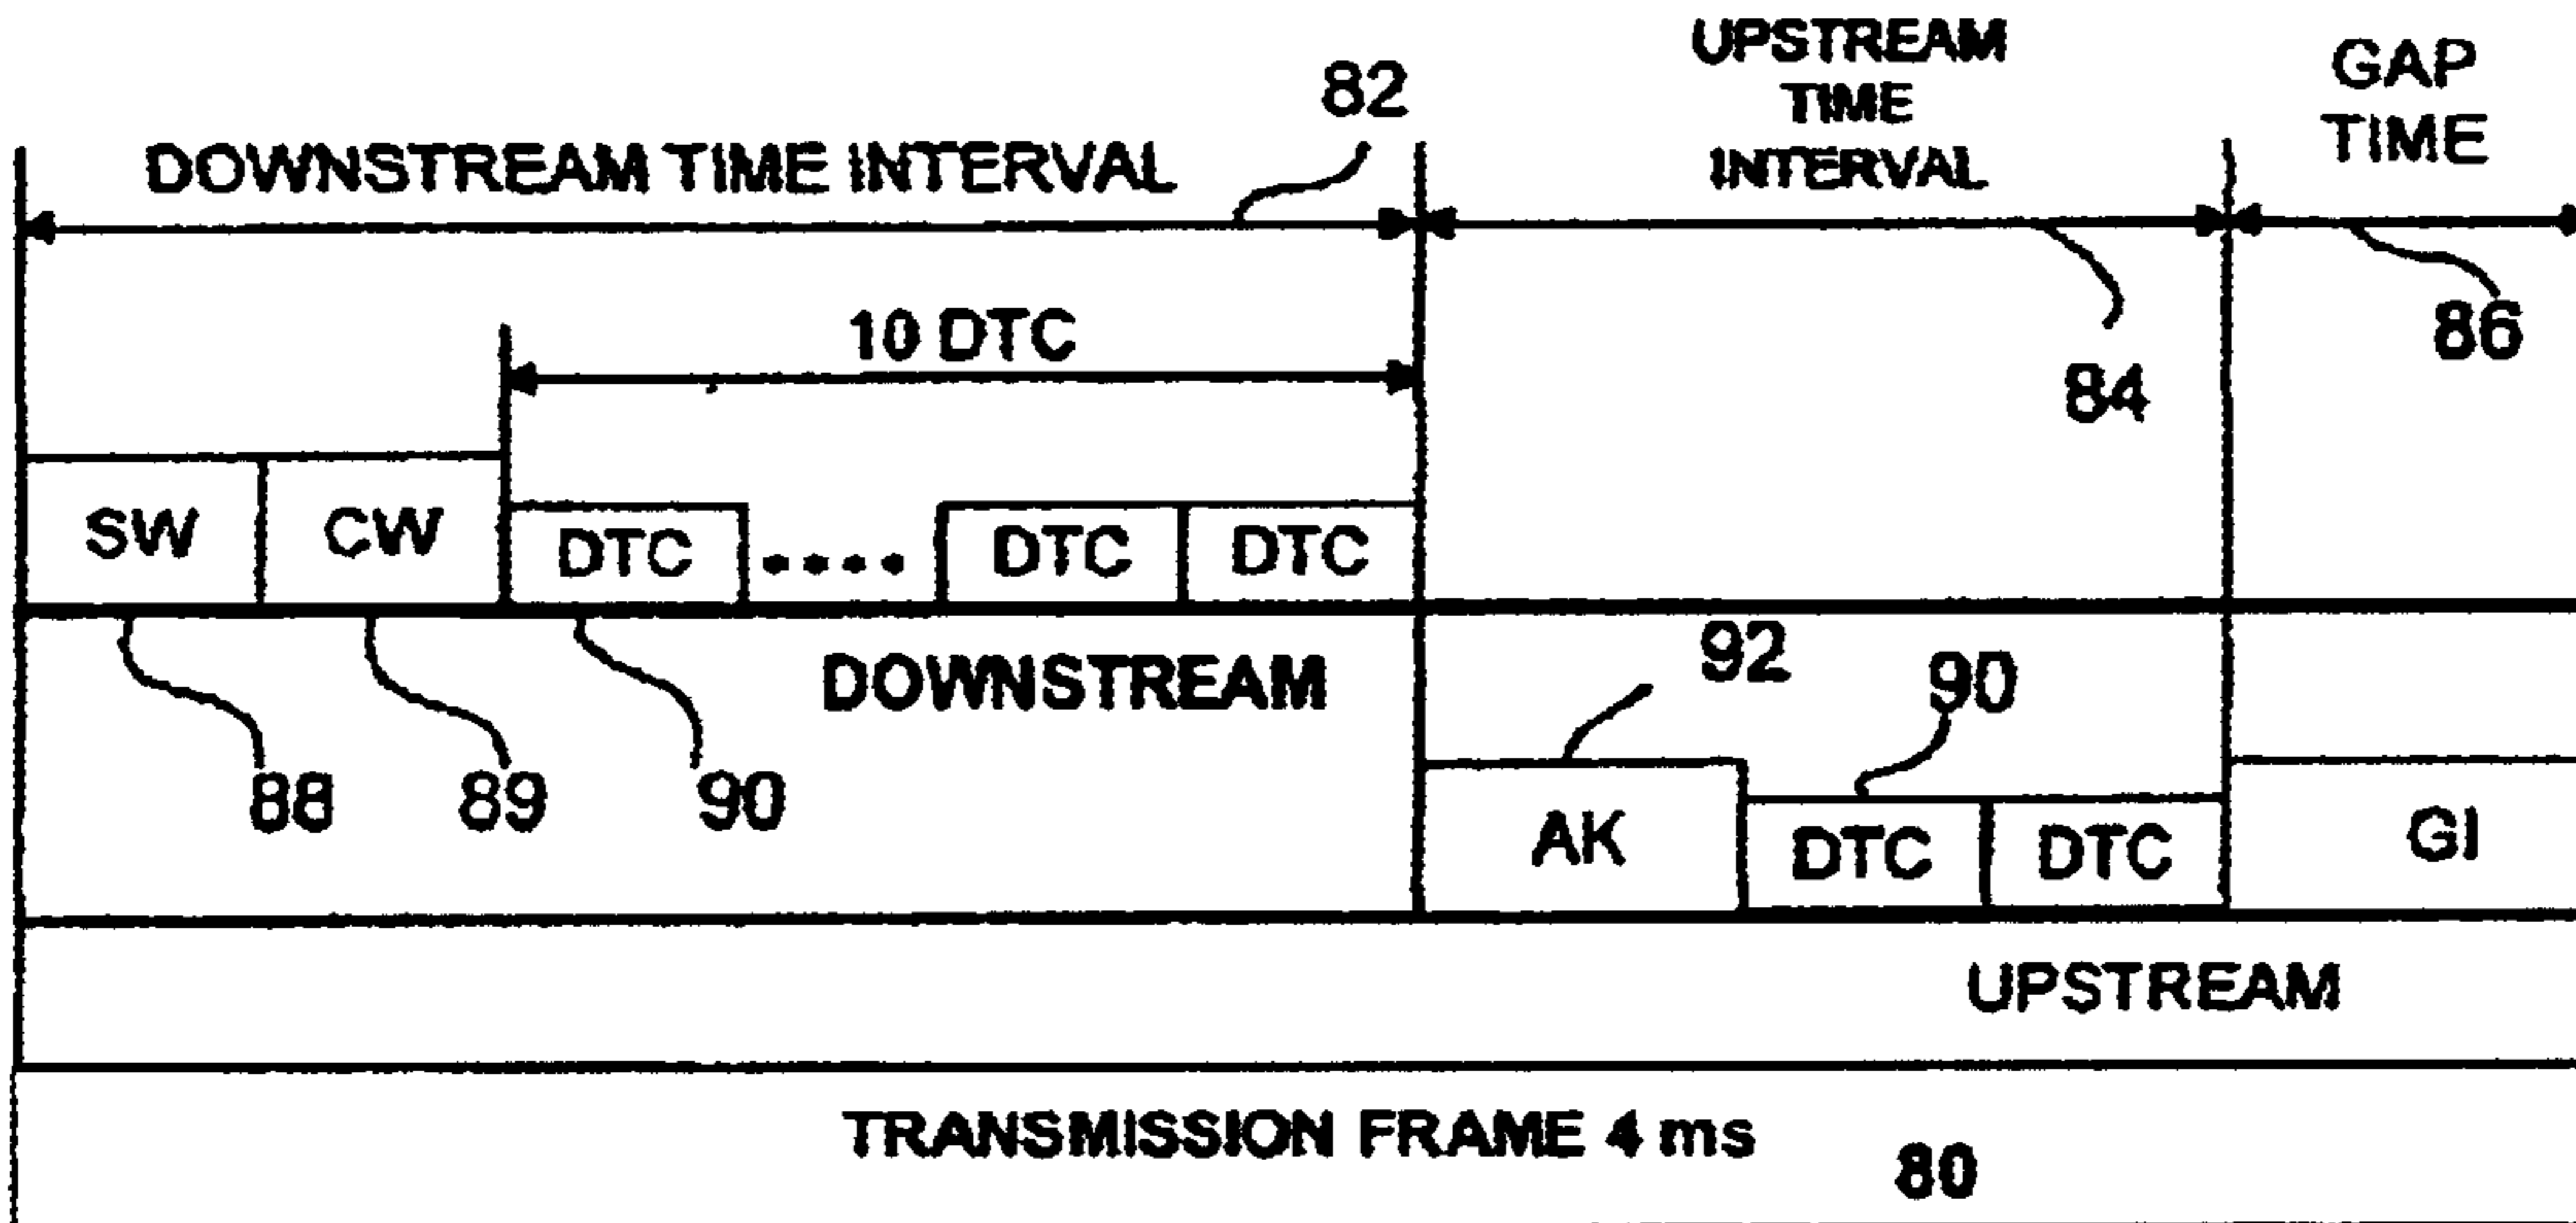 UPSTREAM
TIME
INTERVAL
GAP
TIME
82
DOWNSTREAM TIME INTERVAL
10 DTC
86
84
SW
CW
DTC
....
DTC
DTC
DOWNSTREAM
92
90
88
89
90
AK
DTC
DTC
GI
UPSTREAM
TRANSMISSION FRAME 4 ms
80